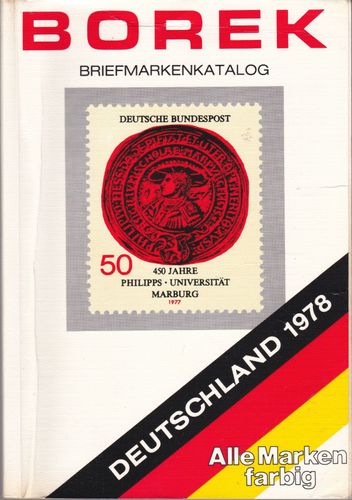 BOREK
BRIEFMARKENKATALOG
DEUTSCHE BUNDESPOST
50
450 JAHRE
PHILIPPS · UNIVERSITÄT
MARBURG
1977
DEUTSCHLAND 1978
Alle Marken
farbig